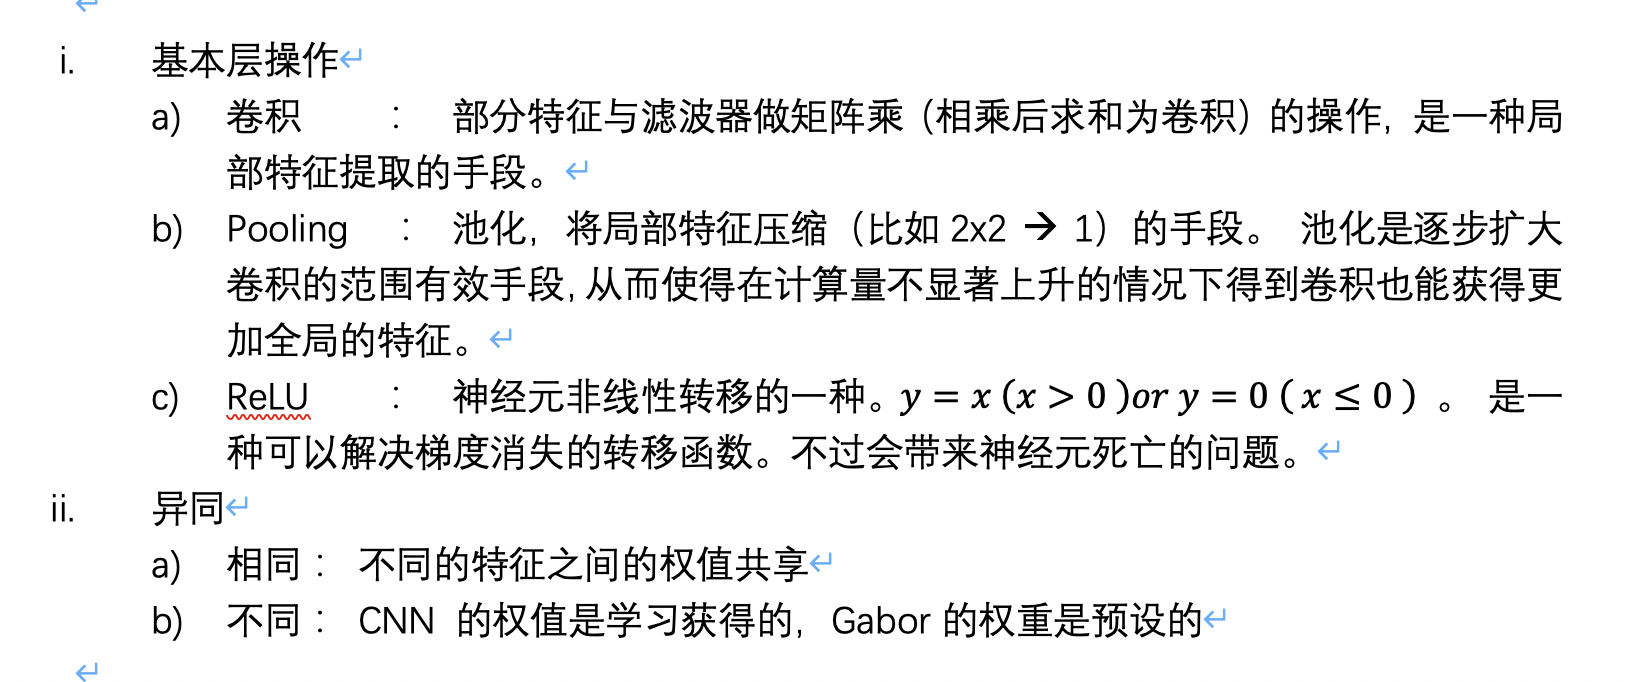 i. 基本层操作
a) 卷积 : 部分特征与滤波器做矩阵乘（相乘后求和为卷积）的操作，是一种局
部特征提取的手段。
b) Pooling : 池化，将局部特征压缩（比如 2x2 → 1）的手段。 池化是逐步扩大
卷积的范围有效手段,从而使得在计算量不显著上升的情况下得到卷积也能获得更
加全局的特征。
c) ReLU : 神经元非线性转移的一种。y = x (x > 0 )or y = 0 ( x ≤ 0 ) 。 是一
种可以解决梯度消失的转移函数。不过会带来神经元死亡的问题。
ii. 异同
a) 相同： 不同的特征之间的权值共享
b) 不同： CNN 的权值是学习获得的，Gabor 的权重是预设的